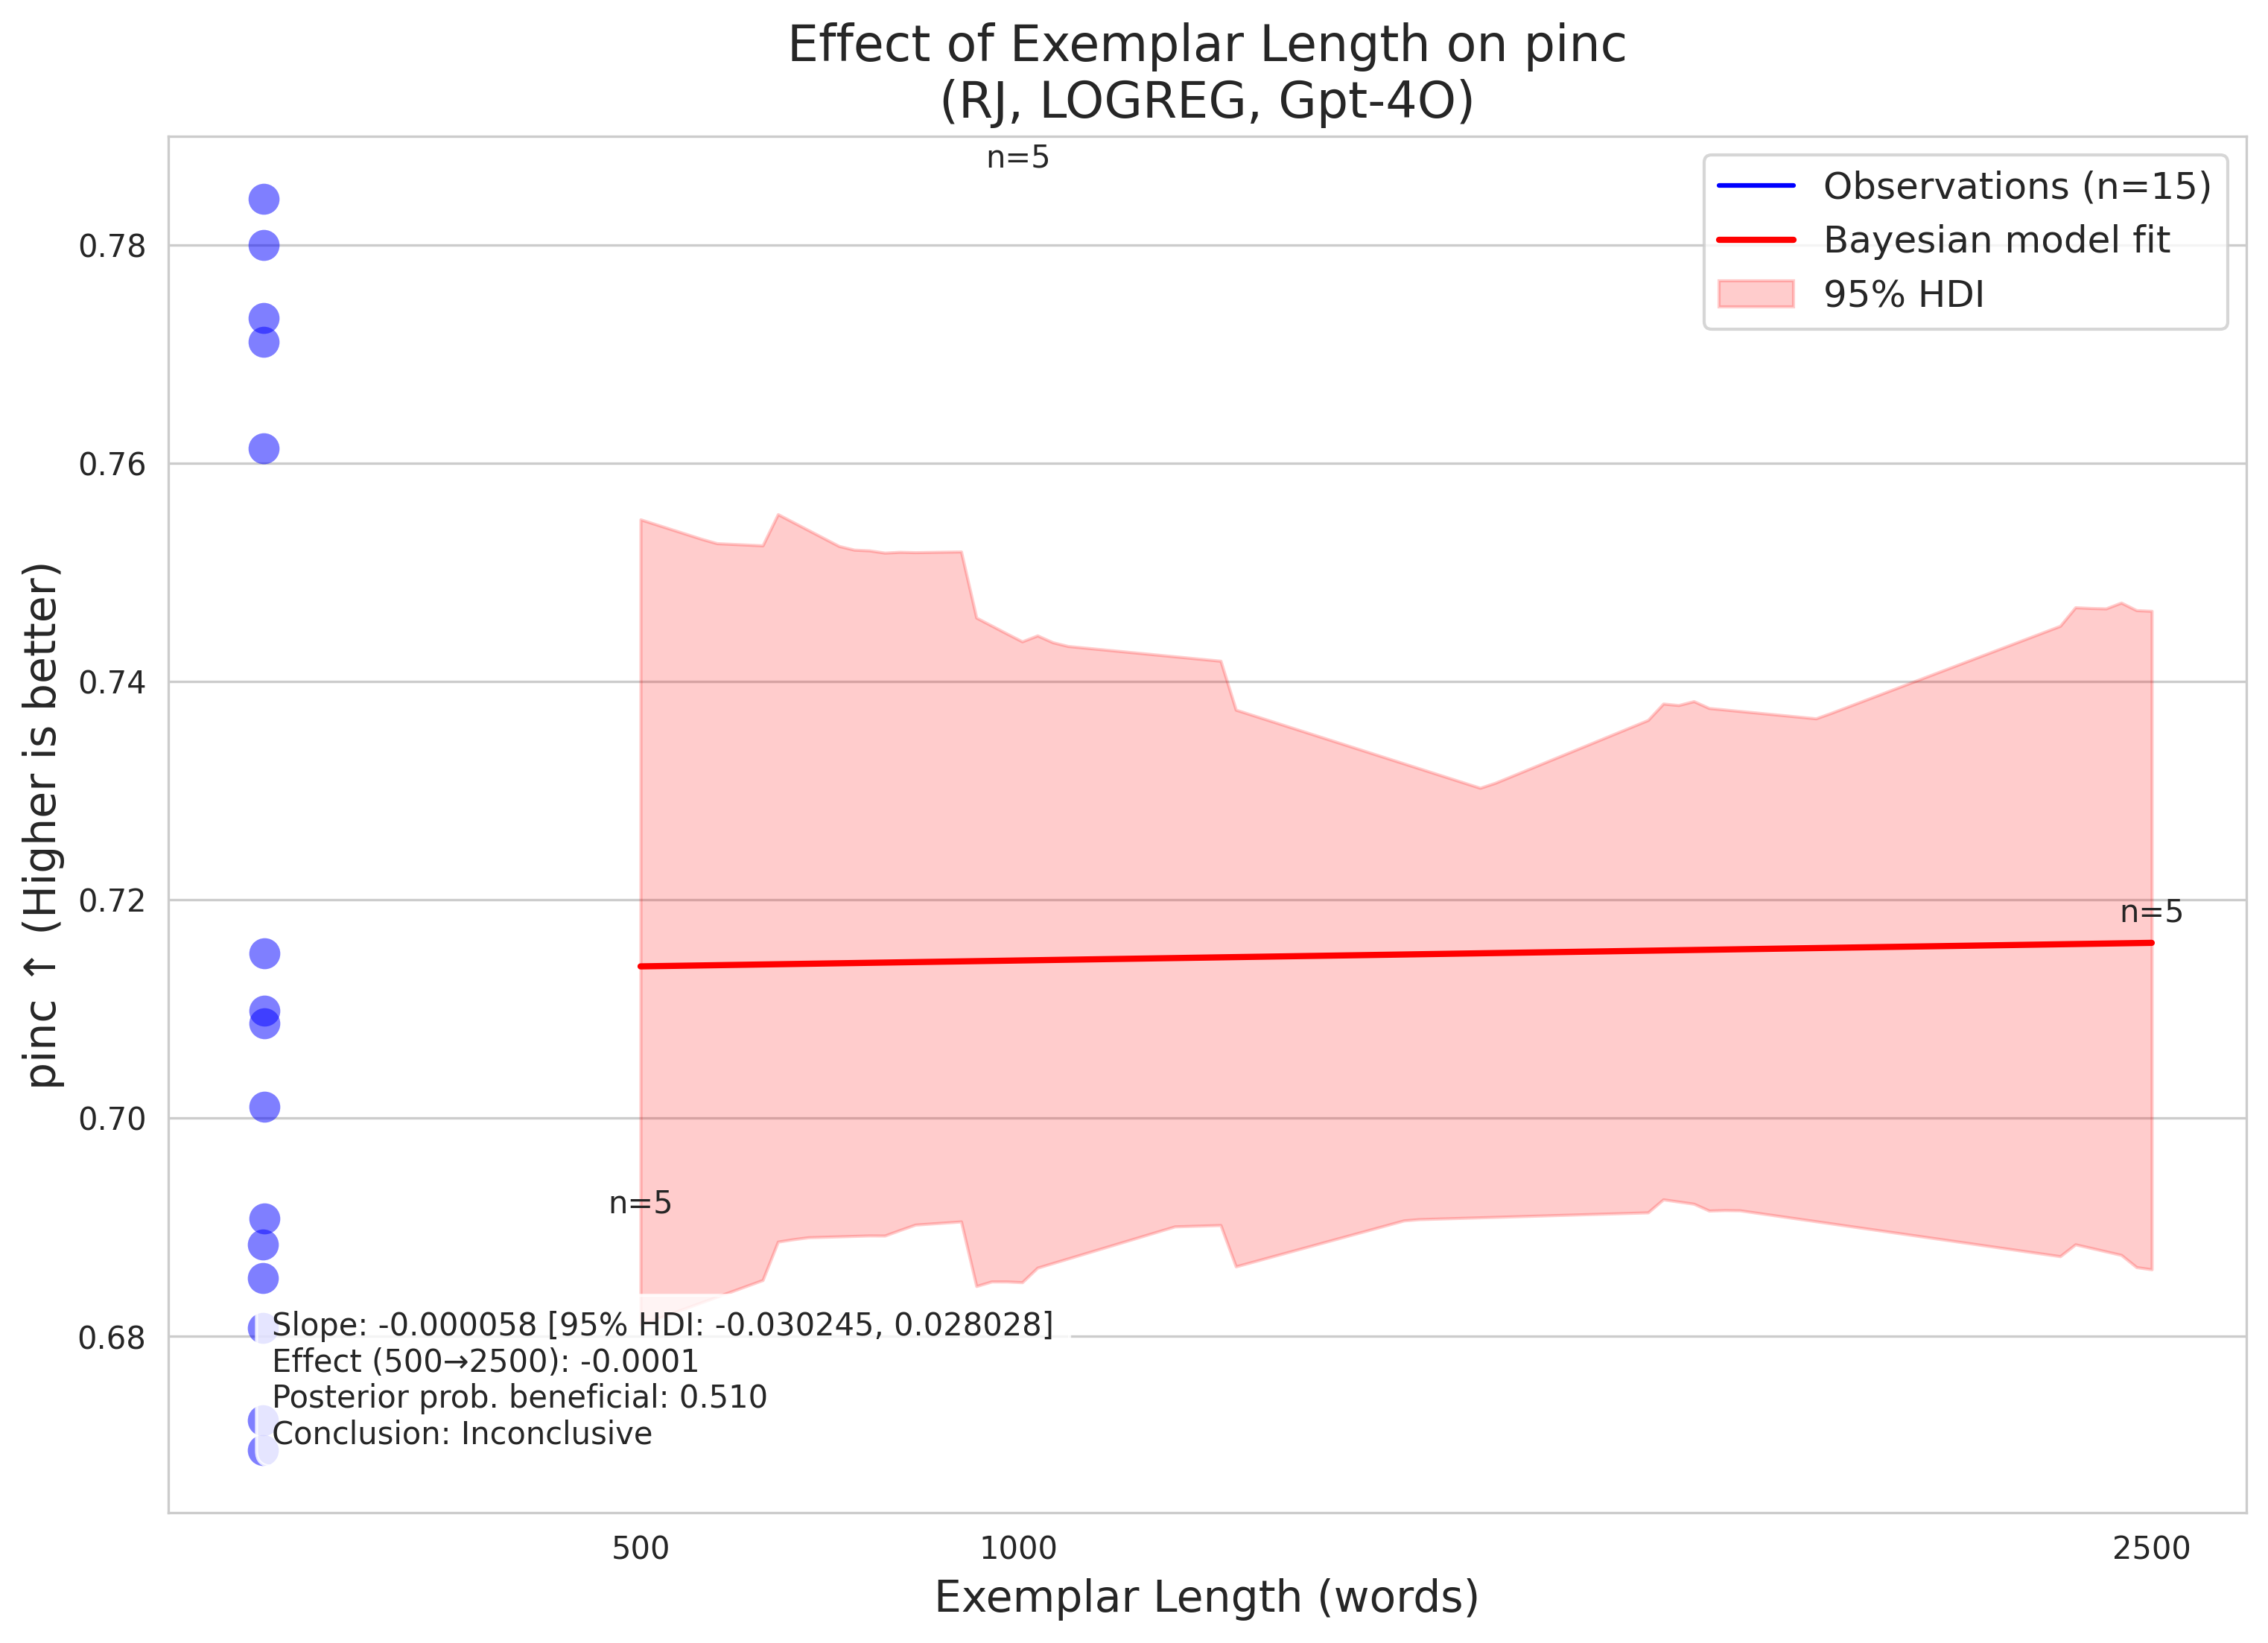 Effect of Exemplar Length on pinc
(RJ, LOGREG, Gpt-4O)
n=5
Observations (n=15)
Bayesian model fit
95% HDI
0.78
0.76
0.74
0.72
0.70
0.68
pinc ↑ (Higher is better)
n=5
n=5
Slope: -0.000058 [95% HDI: -0.030245, 0.028028]
Effect (500→2500): -0.0001
Posterior prob. beneficial: 0.510
Conclusion: Inconclusive
500
1000
2500
Exemplar Length (words)